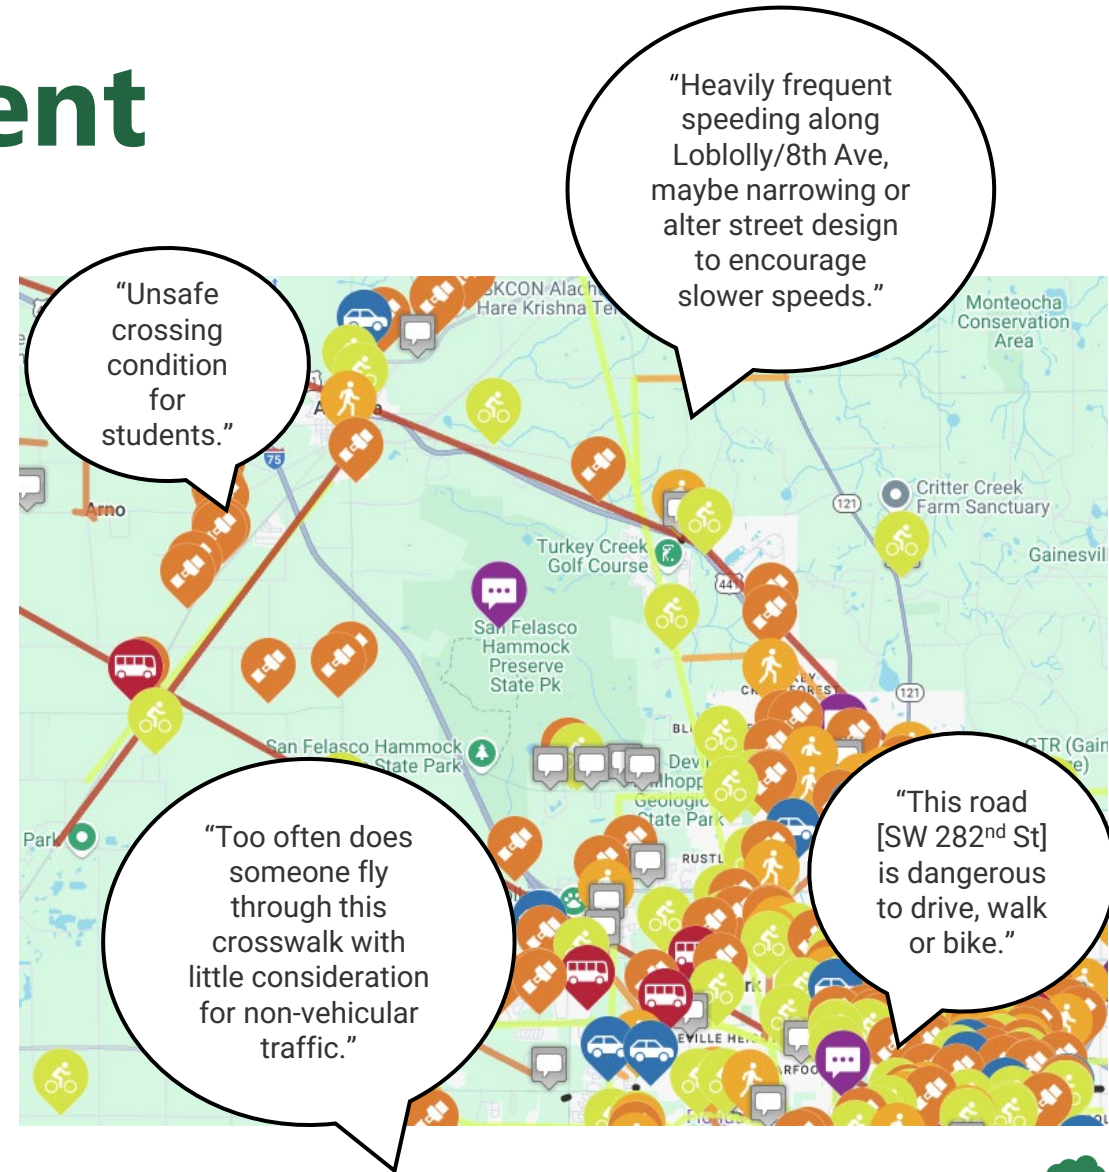 ent
“Heavily frequent
speeding along
Loblolly/8th Ave,
maybe narrowing or
alter street design
to encourage
slower speeds.”
“Unsafe
crossing
condition
for
students.”
Hare Krishna
Monteocha
Conservation
Area
75
Arno
121
Critter Creek
Farm Sanctuary
Turkey Creek
Golf Course
441
San Felasco
Hammock
Preserve
State Pk
121
San Felasco Hammock
State Park
Geologic
State Park
Park
“Too often does
someone fly
through this
crosswalk with
little consideration
for non-vehicular
traffic.”
“This road
[SW 282nd St]
is dangerous
to drive, walk
or bike.”